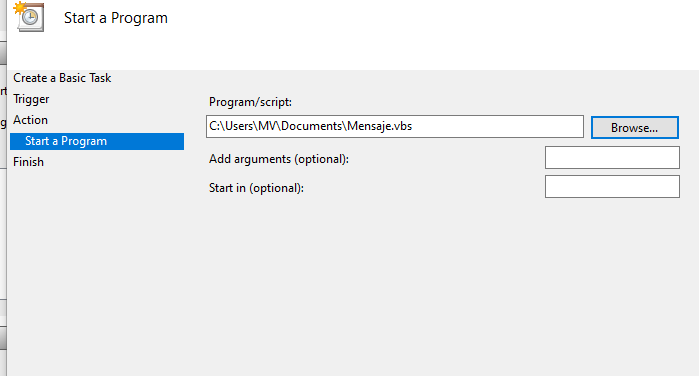 Start a Program
Create a Basic Task
Trigger
Action
Start a Program
Finish
Program/script:
C:\Users\MV\Documents\Mensaje.vbs
Browse...
Add arguments (optional):
Start in (optional):